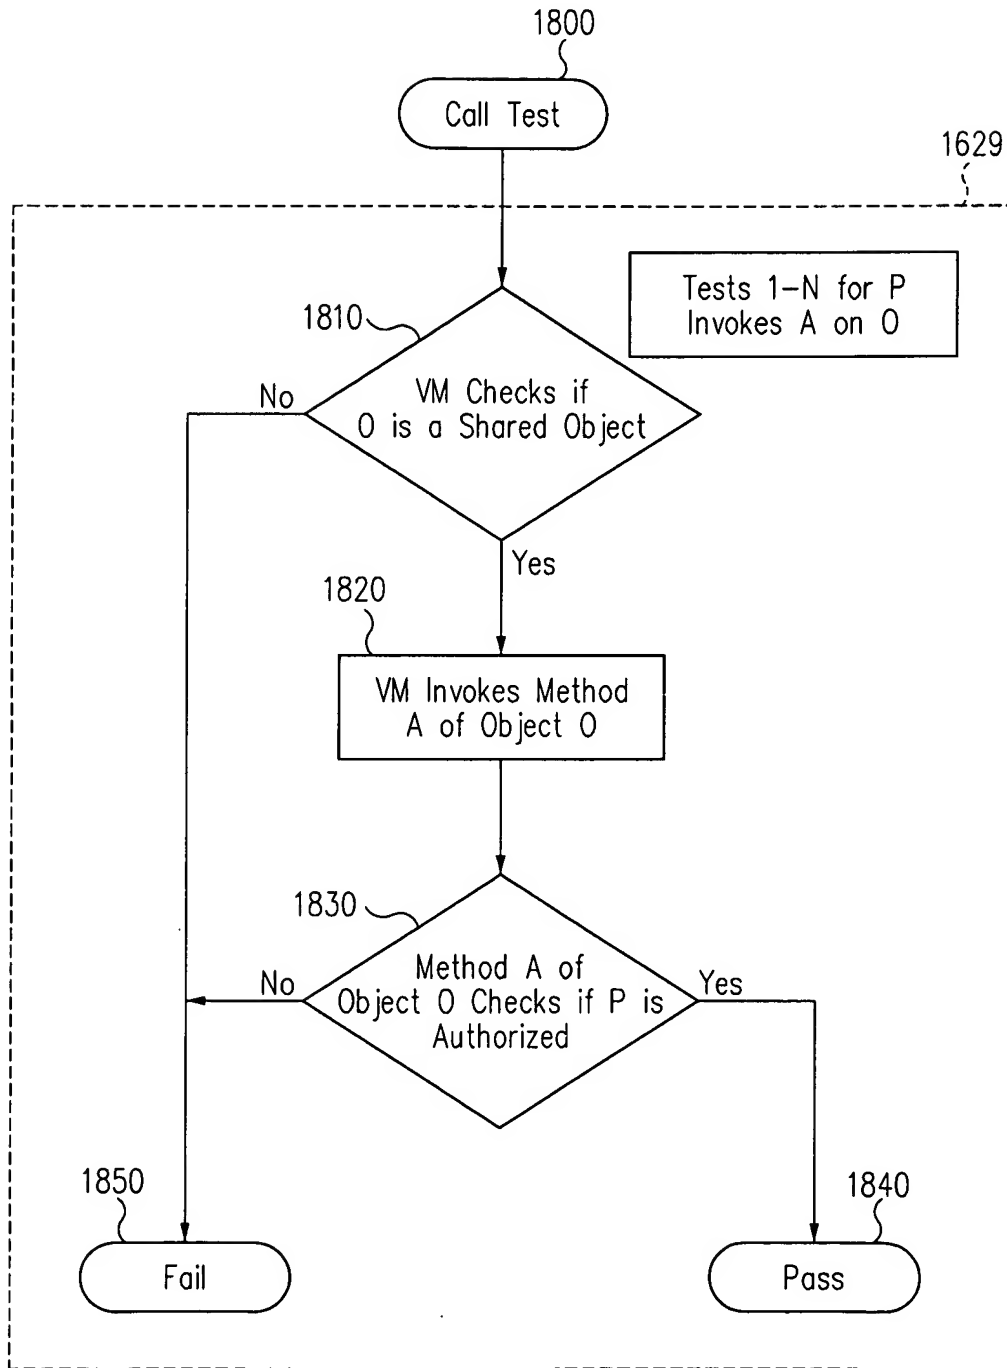 1800
Call Test
1629
Tests 1-N for P
Invokes A on O
1810
No
VM Checks if
O is a Shared Object
Yes
1820
VM Invokes Method
A of Object O
1830
No
Method A of
Object O Checks if P is
Authorized
Yes
1850
Fail
1840
Pass